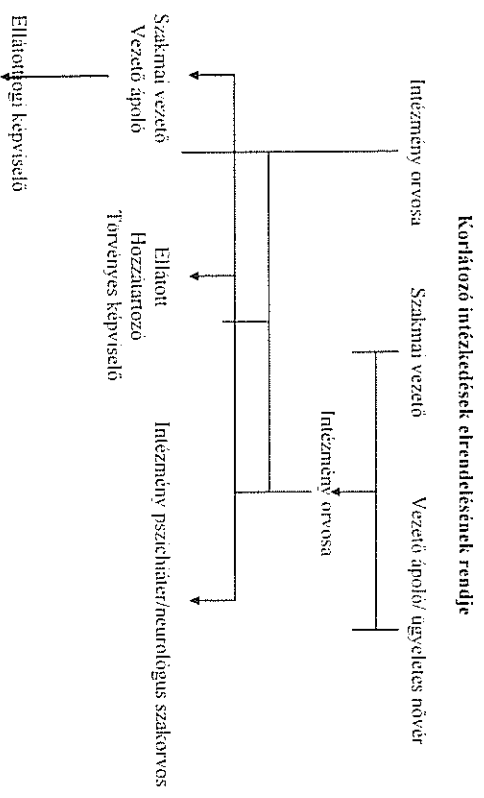 Korlátozó intézkedések elrendelésének rendje
Intézmény orvosa
Szakmai vezető
Vezető ápoló/ ügyeletes nővér
Intézmény orvosa
Szakmai vezető
Vezető ápoló
Ellátott
Hozzátartozó
Törvényes képviselő
Intézmény pszichiáter/neurológus szakorvos
Ellátottjogi képviselő